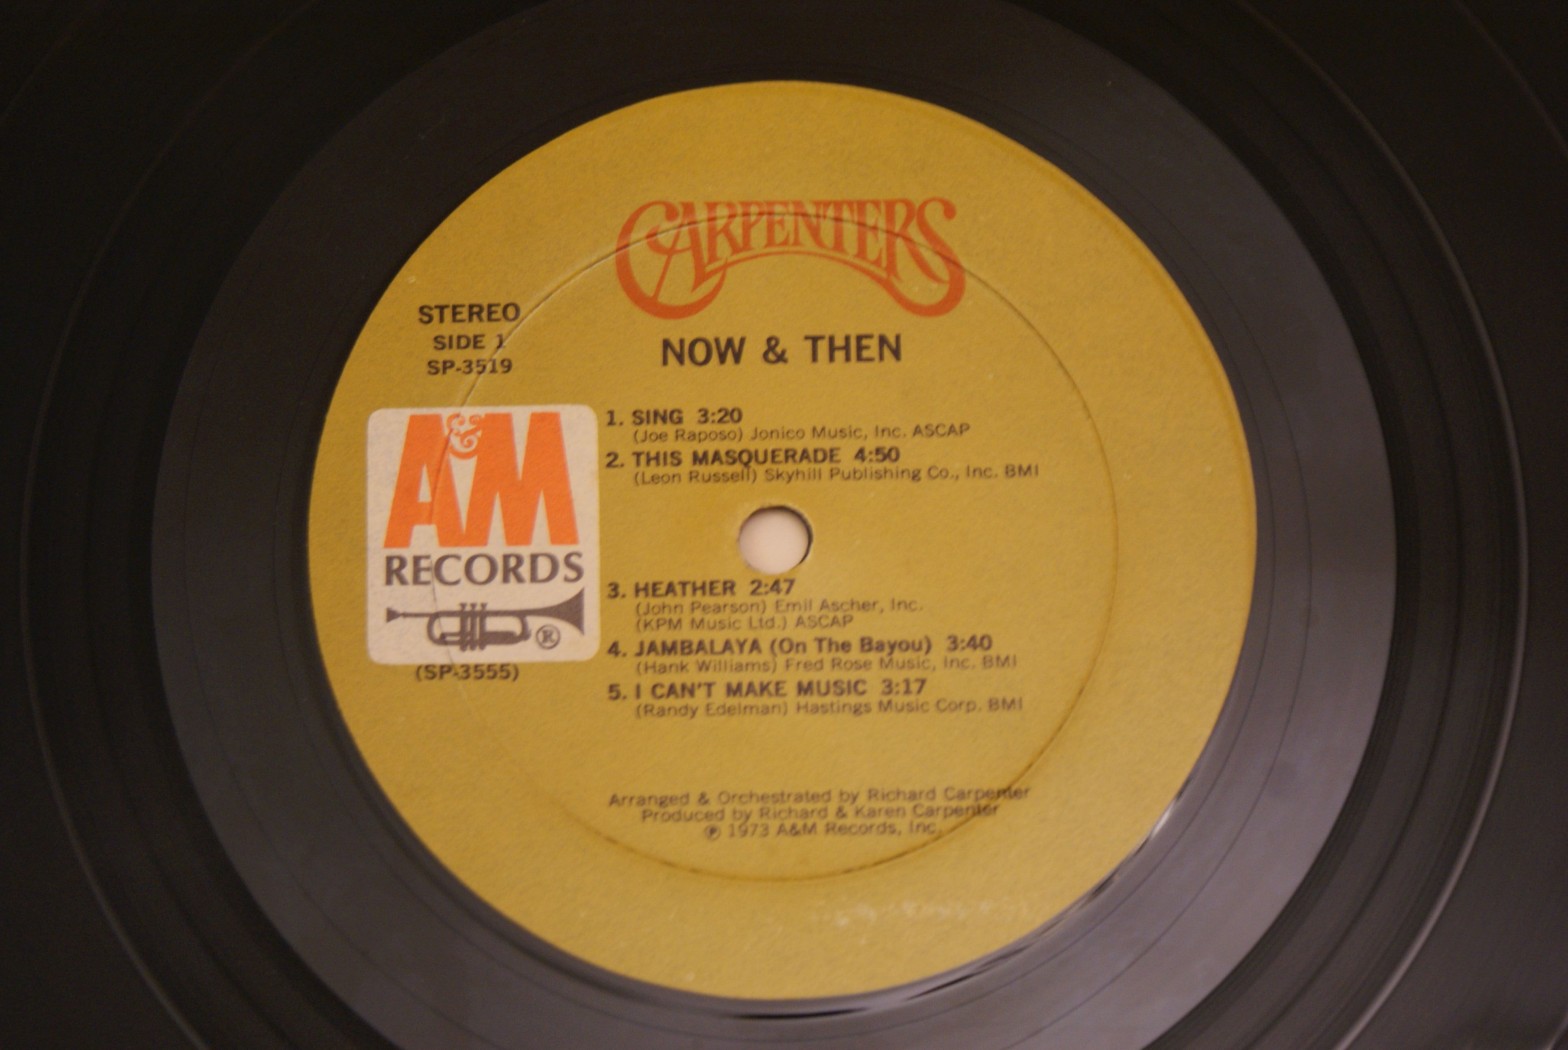 CARPENTERS
NOW & THEN
STEREO
SIDE 1
SP-3519
A&M
RECORDS
®
(SP-3555)
1. SING 3:20
(Joe Raposo) Jonico Music, Inc. ASCAP
2. THIS MASQUERADE 4:50
(Leon Russell) Skyhill Publishing Co., Inc. BMI
3. HEATHER 2:47
(John Pearson) Emil Ascher, Inc.
(KPM Music Ltd.) ASCAP
4. JAMBALAYA (On The Bayou) 3:40
(Hank Williams) Fred Rose Music, Inc. BMI
5. I CAN'T MAKE MUSIC 3:17
(Randy Edelman) Hastings Music Corp. BMI
Arranged & Orchestrated by Richard Carpenter
Produced by Richard & Karen Carpenter
℗ 1973 A&M Records, Inc.